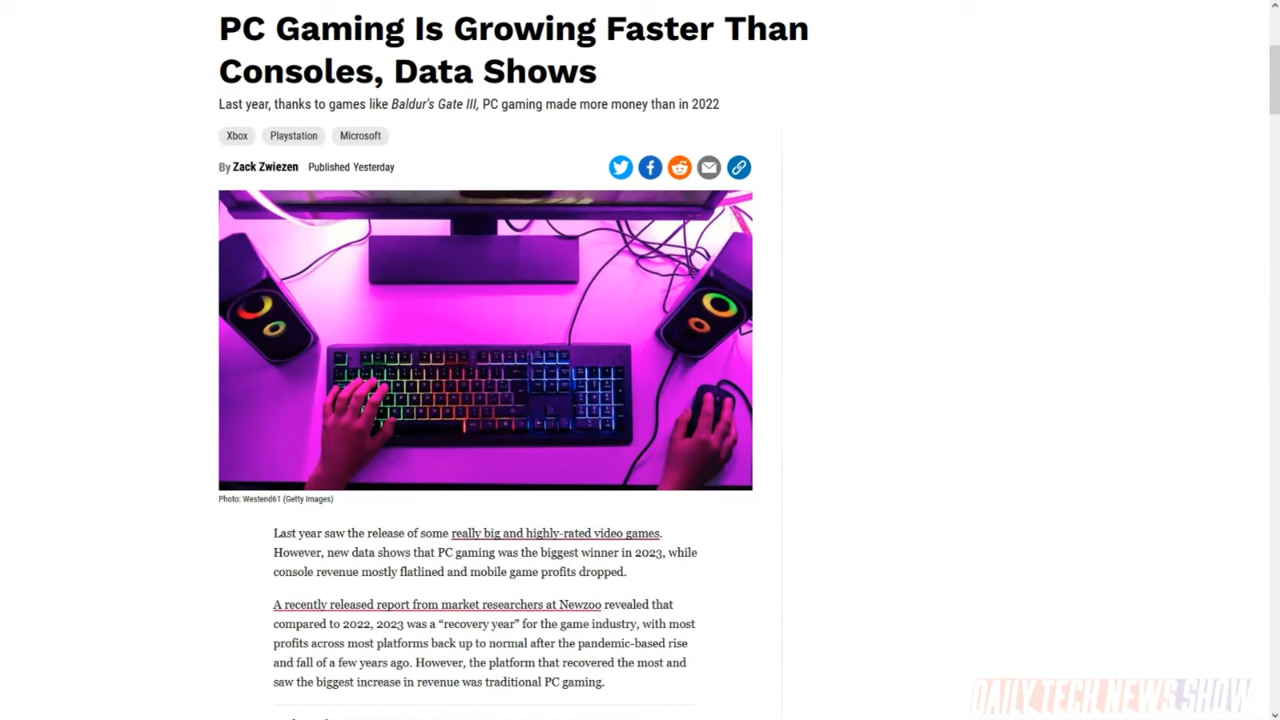 PC Gaming Is Growing Faster Than
Consoles, Data Shows
Last year, thanks to games like Baldur's Gate III, PC gaming made more money than in 2022
Xbox Playstation Microsoft
By Zack Zwiezen Published Yesterday
Photo: Westend61 (Getty Images)
Last year saw the release of some really big and highly-rated video games.
However, new data shows that PC gaming was the biggest winner in 2023, while
console revenue mostly flatlined and mobile game profits dropped.
A recently released report from market researchers at Newzoo revealed that
compared to 2022, 2023 was a “recovery year” for the game industry, with most
profits across most platforms back up to normal after the pandemic-based rise
and fall of a few years ago. However, the platform that recovered the most and
saw the biggest increase in revenue was traditional PC gaming.
DAILY TECH NEWS SHOW